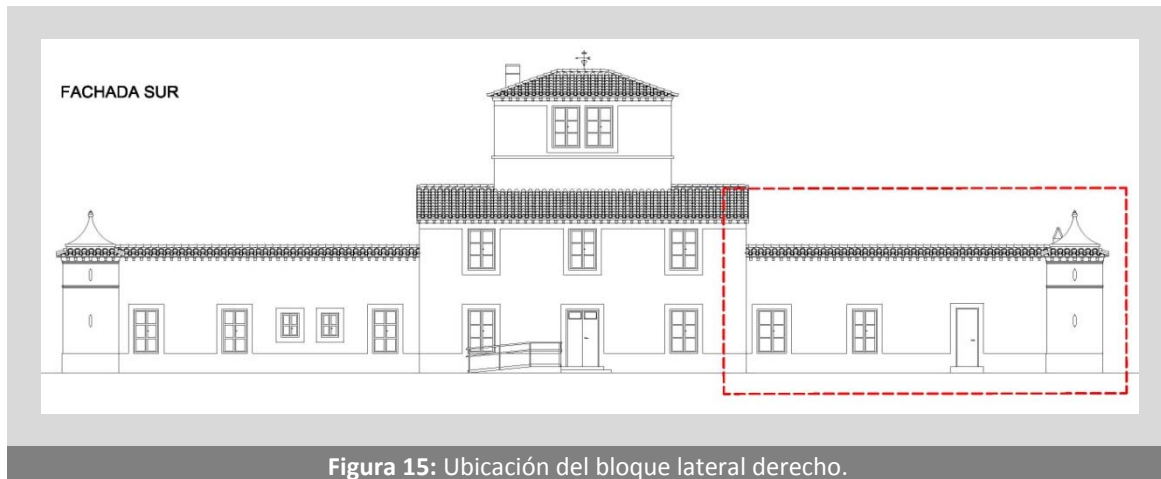 FACHADA SUR
Figura 15: Ubicación del bloque lateral derecho.